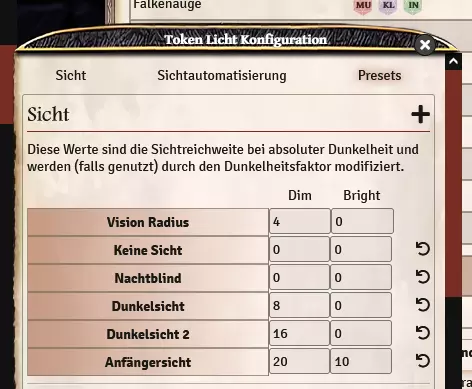 Falkenauge
MU KL IN
Token Licht Konfiguration
Sicht Sichtautomatisierung Presets
Sicht
Diese Werte sind die Sichtreichweite bei absoluter Dunkelheit und
werden (falls genutzt) durch den Dunkelheitsfaktor modifiziert.
Dim Bright
Vision Radius 4 0
Keine Sicht 0 0
Nachtblind 0 0
Dunkelsicht 8 0
Dunkelsicht 2 16 0
Anfängersicht 20 10